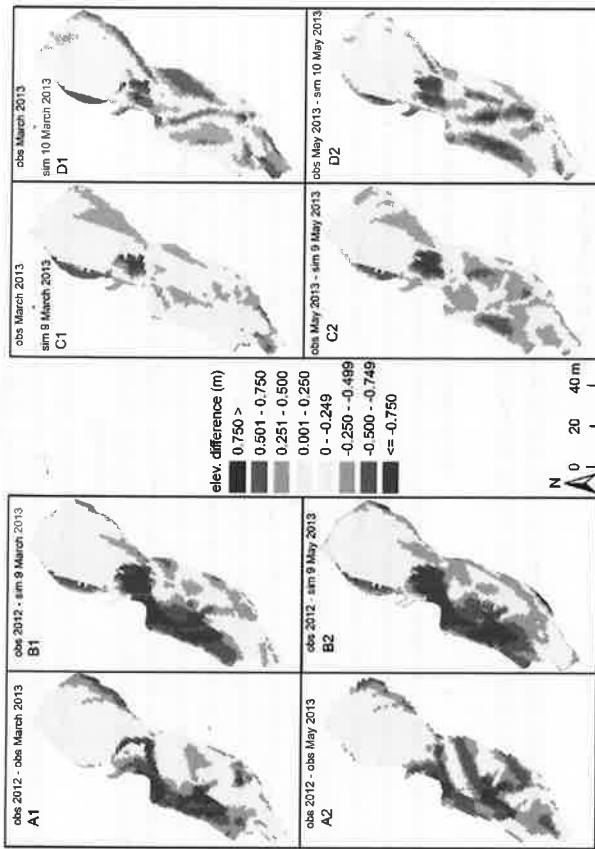 obs 2012 - obs March 2013
A1
obs 2012 - sim 9 March 2013
B1
obs March 2013
sim 9 March 2013
C1
obs March 2013
sim 10 March 2013
D1
obs 2012 - obs May 2013
A2
obs 2012 - sim 9 May 2013
B2
obs May 2013 - sim 9 May 2013
C2
obs May 2013 - sim 10 May 2013
D2
elev. difference (m)
0.750 >
0.501 - 0.750
0.251 - 0.500
0.001 - 0.250
0 - -0.249
-0.250 - -0.499
-0.500 - -0.749
<= -0.750
N
0 20 40 m